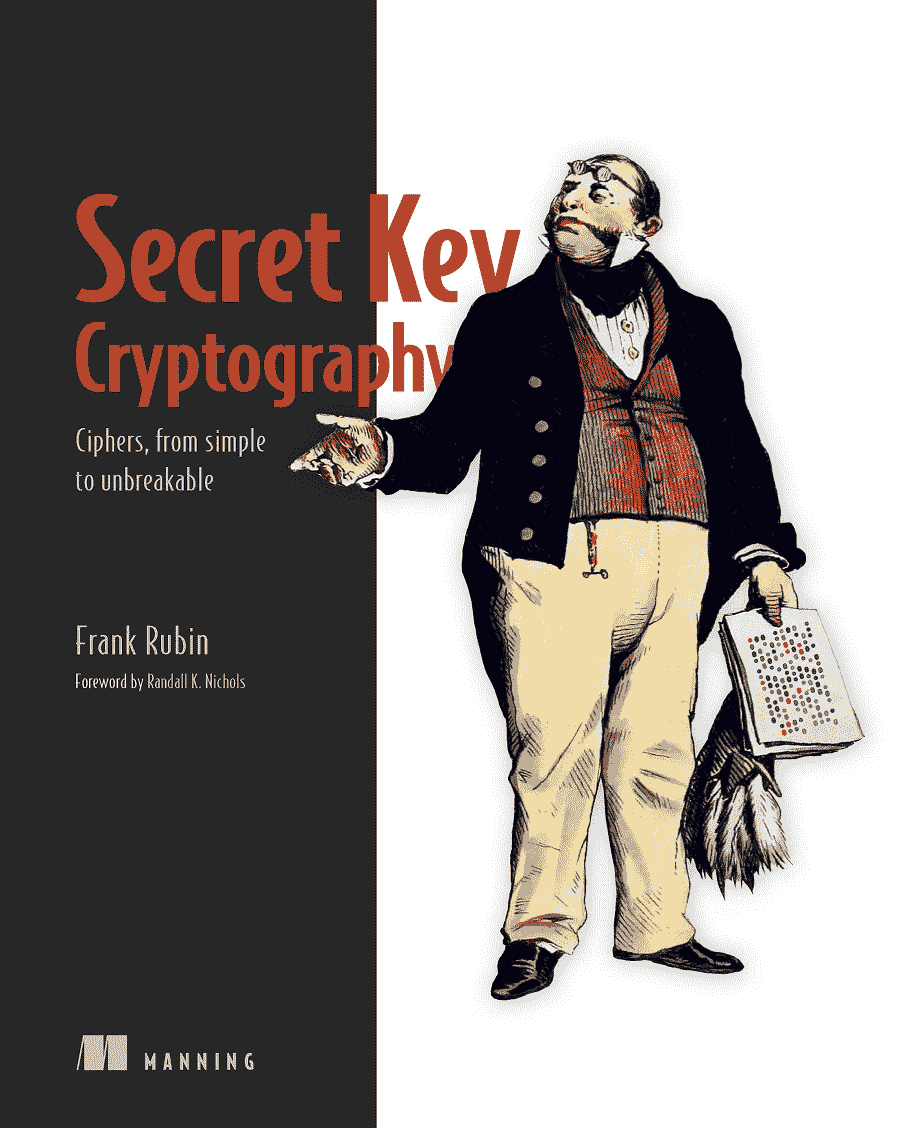 Secret Key
Cryptography
Ciphers, from simple
to unbreakable
Frank Rubin
Foreword by Randall K. Nichols
MANNING